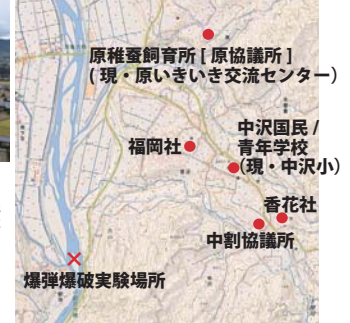 原稚蚕飼育所 [ 原協議所 ]
( 現・原いきいき交流センター)
中沢国民 /
青年学校
(現・中沢小)
福岡社
香花社
中割協議所
爆弾爆破実験場所